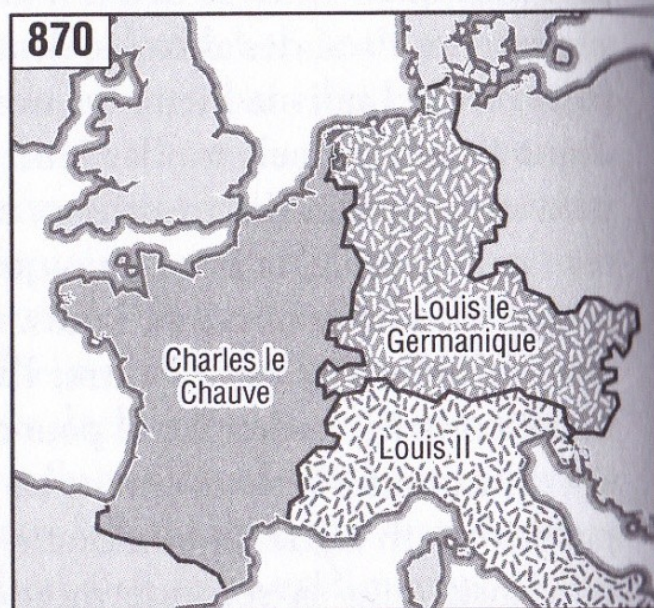 870
Charles le
Chauve
Louis le
Germanique
Louis II